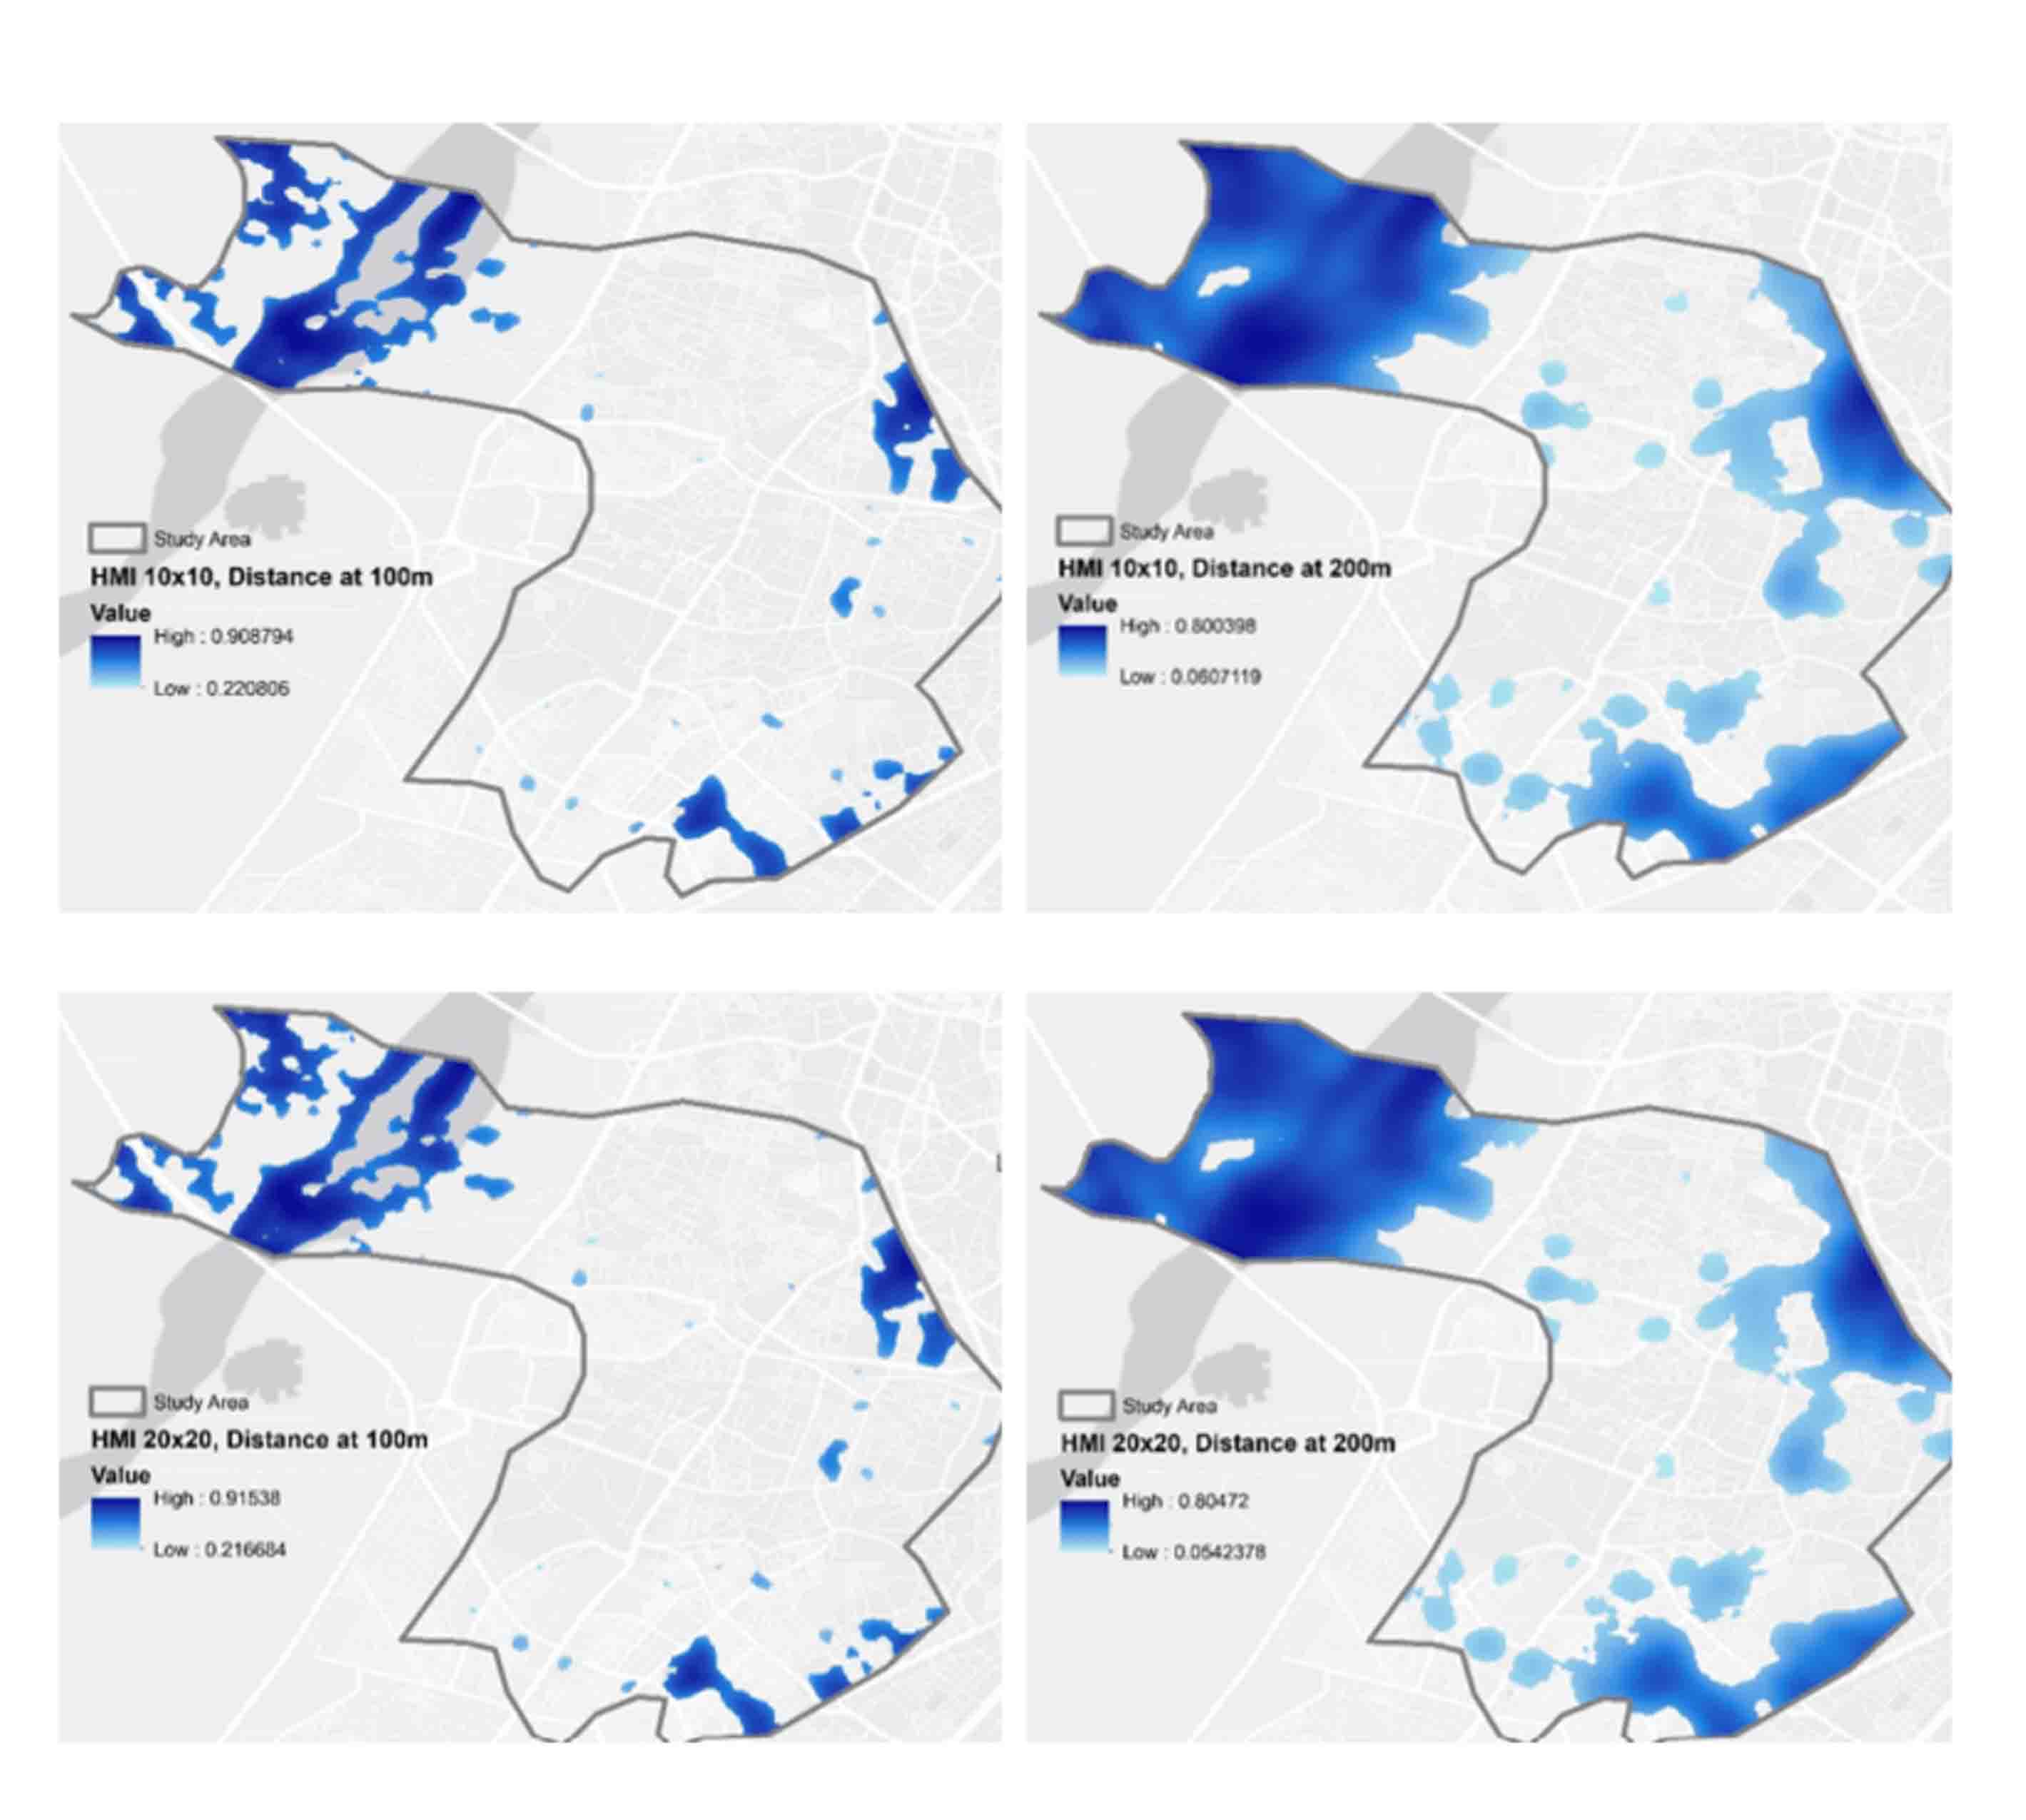 Study Area
HMI 10x10, Distance at 100m
Value
High : 0.908794
Low : 0.220806
Study Area
HMI 10x10, Distance at 200m
Value
High : 0.800398
Low : 0.0607119
Study Area
HMI 20x20, Distance at 100m
Value
High : 0.91538
Low : 0.216684
Study Area
HMI 20x20, Distance at 200m
Value
High : 0.80472
Low : 0.0542378